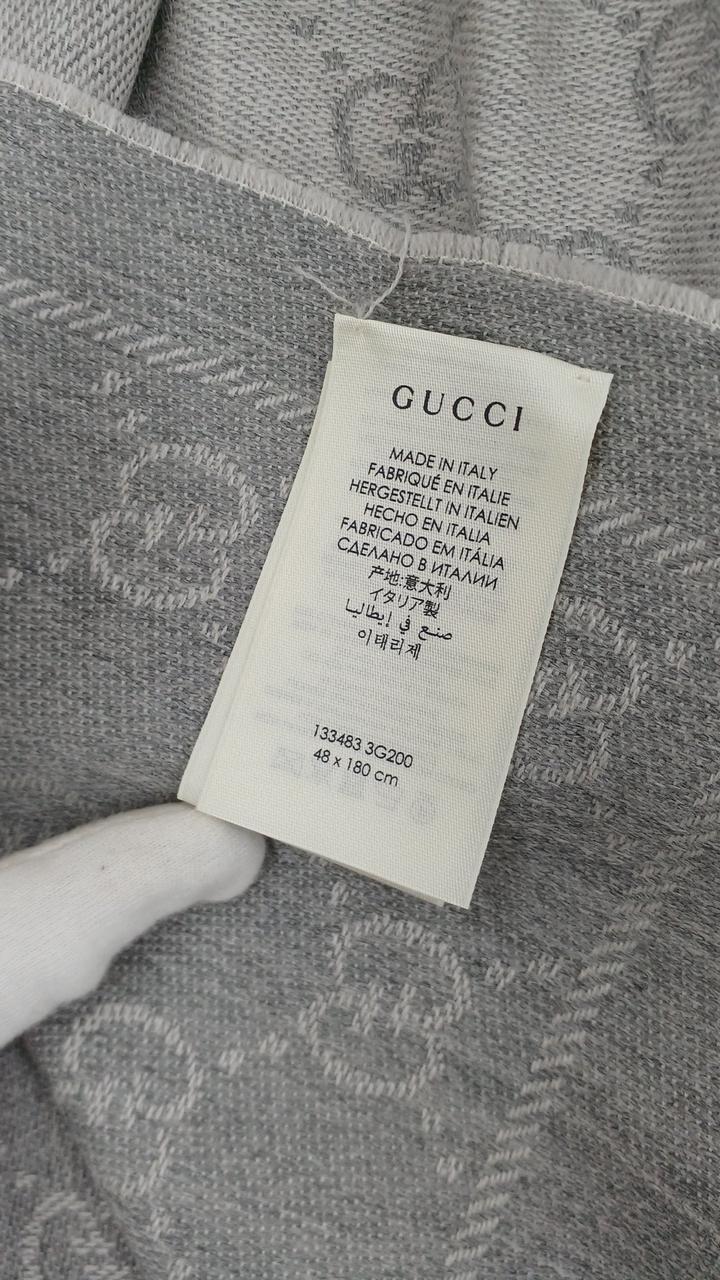 GUCCI
MADE IN ITALY
FABRIQUÉ EN ITALIE
HERGESTELLT IN ITALIEN
HECHO EN ITALIA
FABRICADO EM ITÁLIA
СДЕЛАНО В ИТАЛИИ
产地:意大利
イタリア製
صنع في إيطاليا
이태리제
133483 3G200
48 x 180 cm